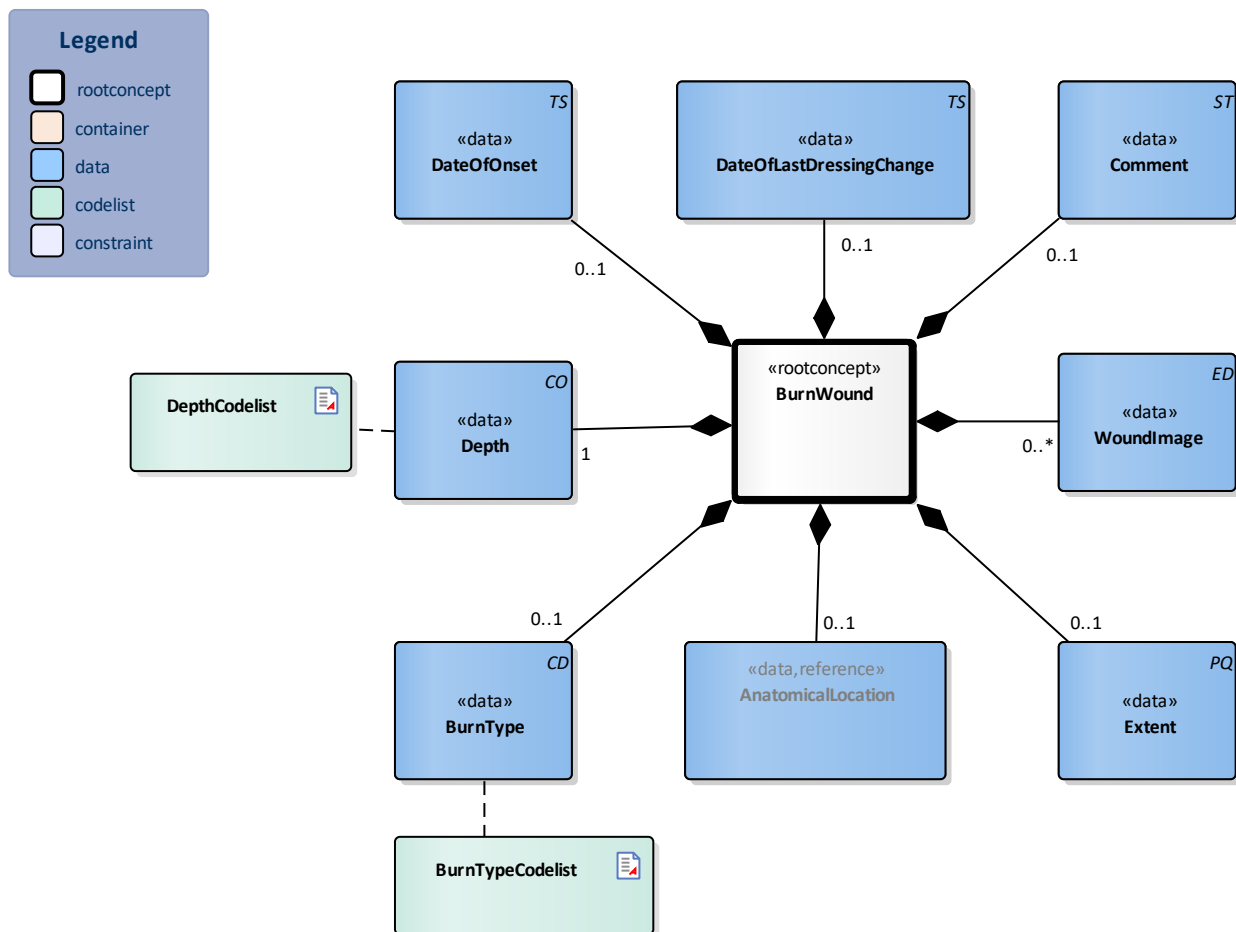 Legend
rootconcept
container
data
codelist
constraint
TS
«data»
DateOfOnset
TS
«data»
DateOfLastDressingChange
ST
«data»
Comment
0..1
0..1
0..1
DepthCodelist
CO
«data»
Depth
1
«rootconcept»
BurnWound
ED
«data»
WoundImage
0..*
0..1
0..1
0..1
CD
«data»
BurnType
«data,reference»
AnatomicalLocation
PQ
«data»
Extent
BurnTypeCodelist